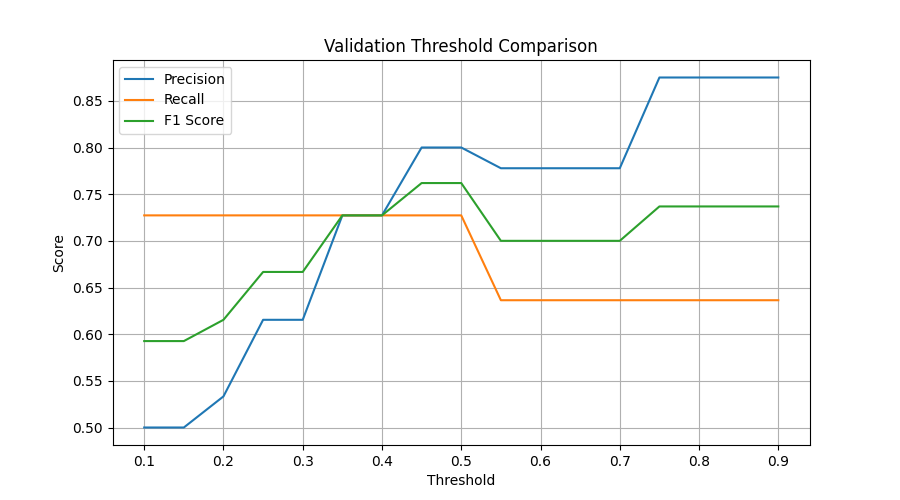 Validation Threshold Comparison
Precision
Recall
F1 Score
0.85
0.80
0.75
0.70
0.65
0.60
0.55
0.50
Score
0.1 0.2 0.3 0.4 0.5 0.6 0.7 0.8 0.9
Threshold